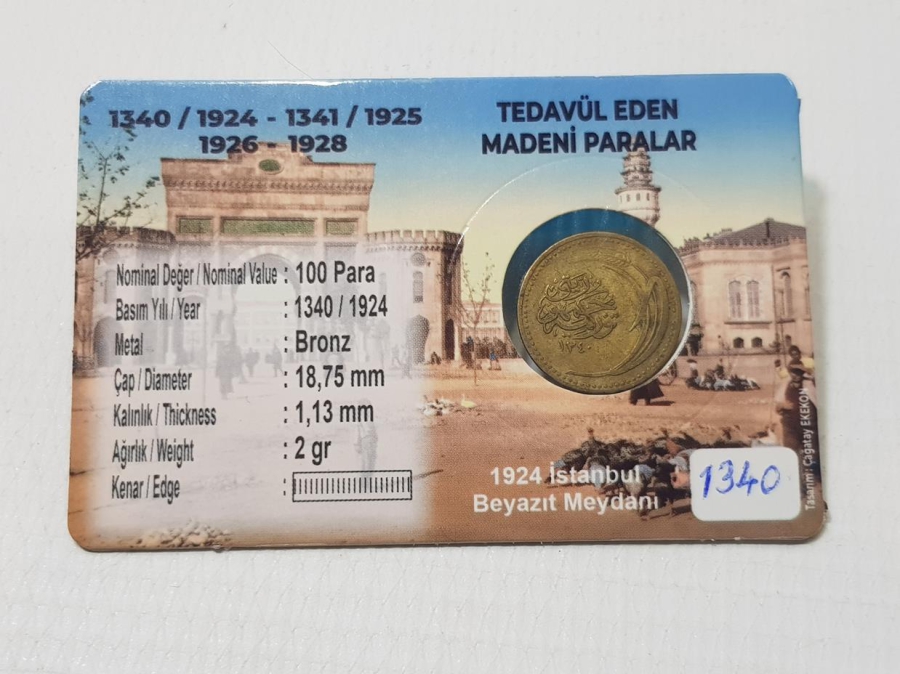 1340 / 1924 - 1341 / 1925
1926 - 1928
TEDAVÜL EDEN
MADENİ PARALAR
Nominal Değer / Nominal Value : 100 Para
Basım Yılı / Year : 1340 / 1924
Metal : Bronz
Çap / Diameter : 18,75 mm
Kalınlık / Thickness : 1,13 mm
Ağırlık / Weight : 2 gr
Kenar / Edge :
١٣٤٠
1924 İstanbul
Beyazıt Meydanı
1340
Tasarım : Çağatay EKEKON